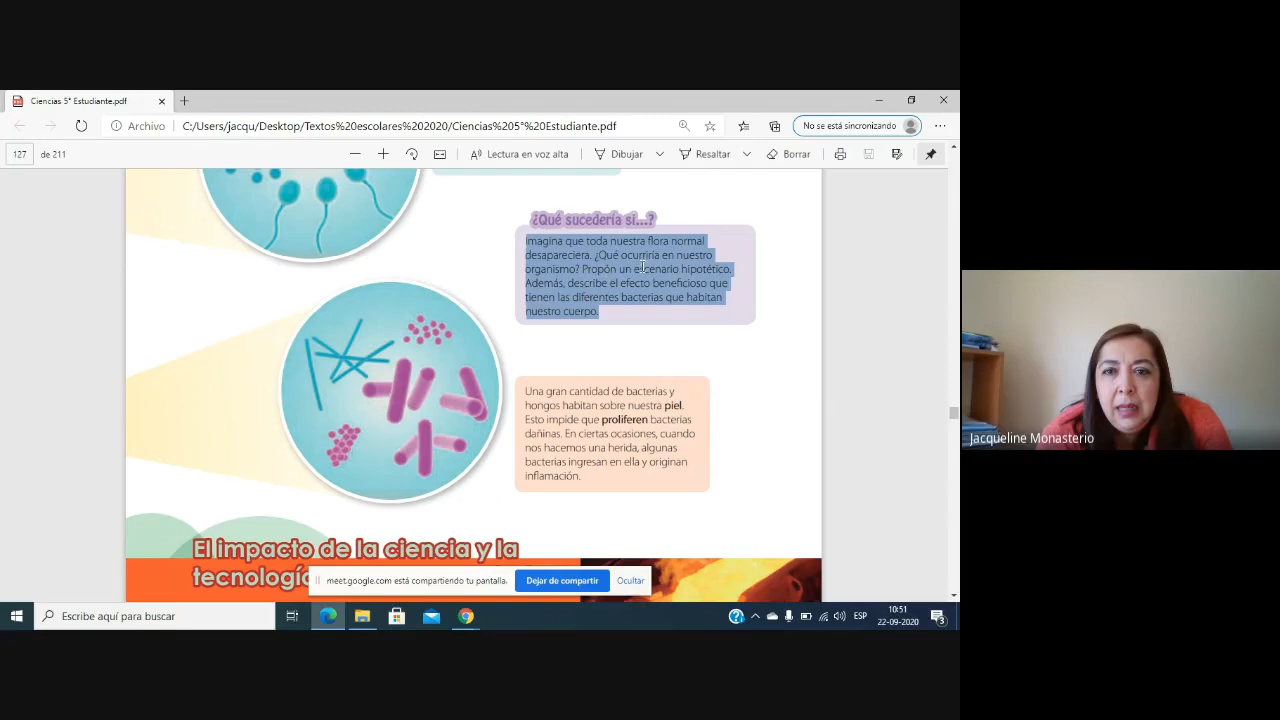 Ciencias 5° Estudiante.pdf
Archivo
C:/Users/jacqu/Desktop/Textos%20escolares%202020/Ciencias%205°%20Estudiante.pdf
No se está sincronizando
127 de 211
Lectura en voz alta
Dibujar
Resaltar
Borrar
¿Qué sucedería si...?
Imagina que toda nuestra flora normal
desapareciera. ¿Qué ocurriría en nuestro
organismo? Propón un escenario hipotético.
Además, describe el efecto beneficioso que
tienen las diferentes bacterias que habitan
nuestro cuerpo.
Una gran cantidad de bacterias y
hongos habitan sobre nuestra piel.
Esto impide que proliferen bacterias
dañinas. En ciertas ocasiones, cuando
nos hacemos una herida, algunas
bacterias ingresan en ella y originan
inflamación.
Jacqueline Monasterio
El impacto de la ciencia y la
tecnología
meet.google.com está compartiendo tu pantalla.
Dejar de compartir
Ocultar
Escribe aquí para buscar
ESP
10:51
22-09-2020
3